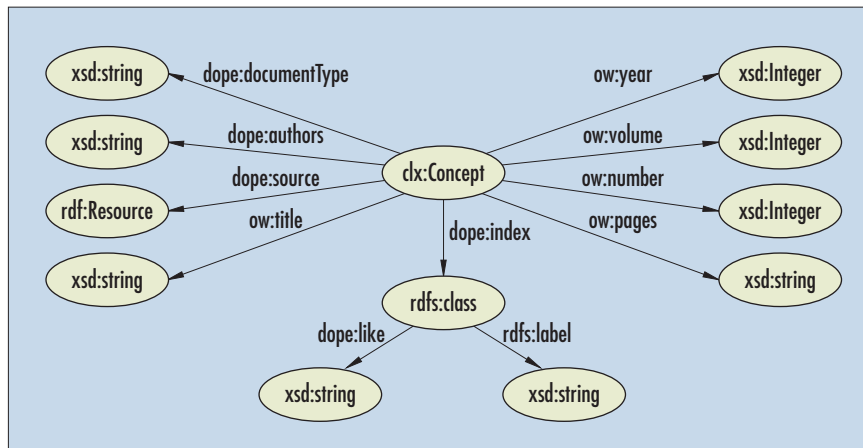 xsd:string
dope:documentType
ow:year
xsd:Integer
xsd:string
dope:authors
ow:volume
xsd:Integer
clx:Concept
rdf:Resource
dope:source
ow:number
xsd:Integer
ow:title
ow:pages
dope:index
xsd:string
xsd:string
rdfs:class
dope:like
rdfs:label
xsd:string
xsd:string